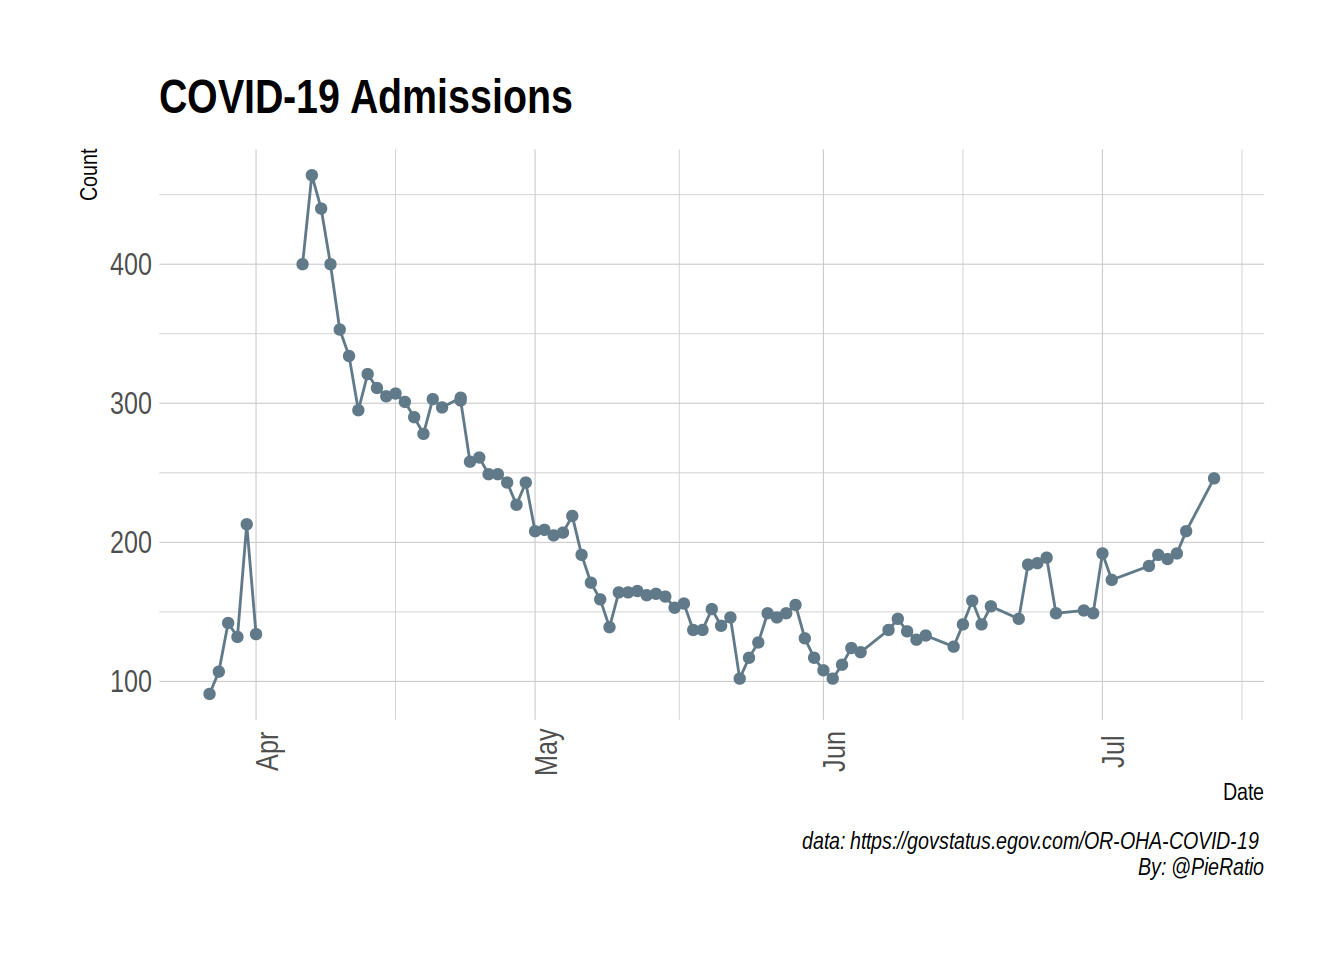 COVID-19 Admissions
Count
400
300
200
100
Apr
May
Jun
Jul
Date
data: https://govstatus.egov.com/OR-OHA-COVID-19
By: @PieRatio